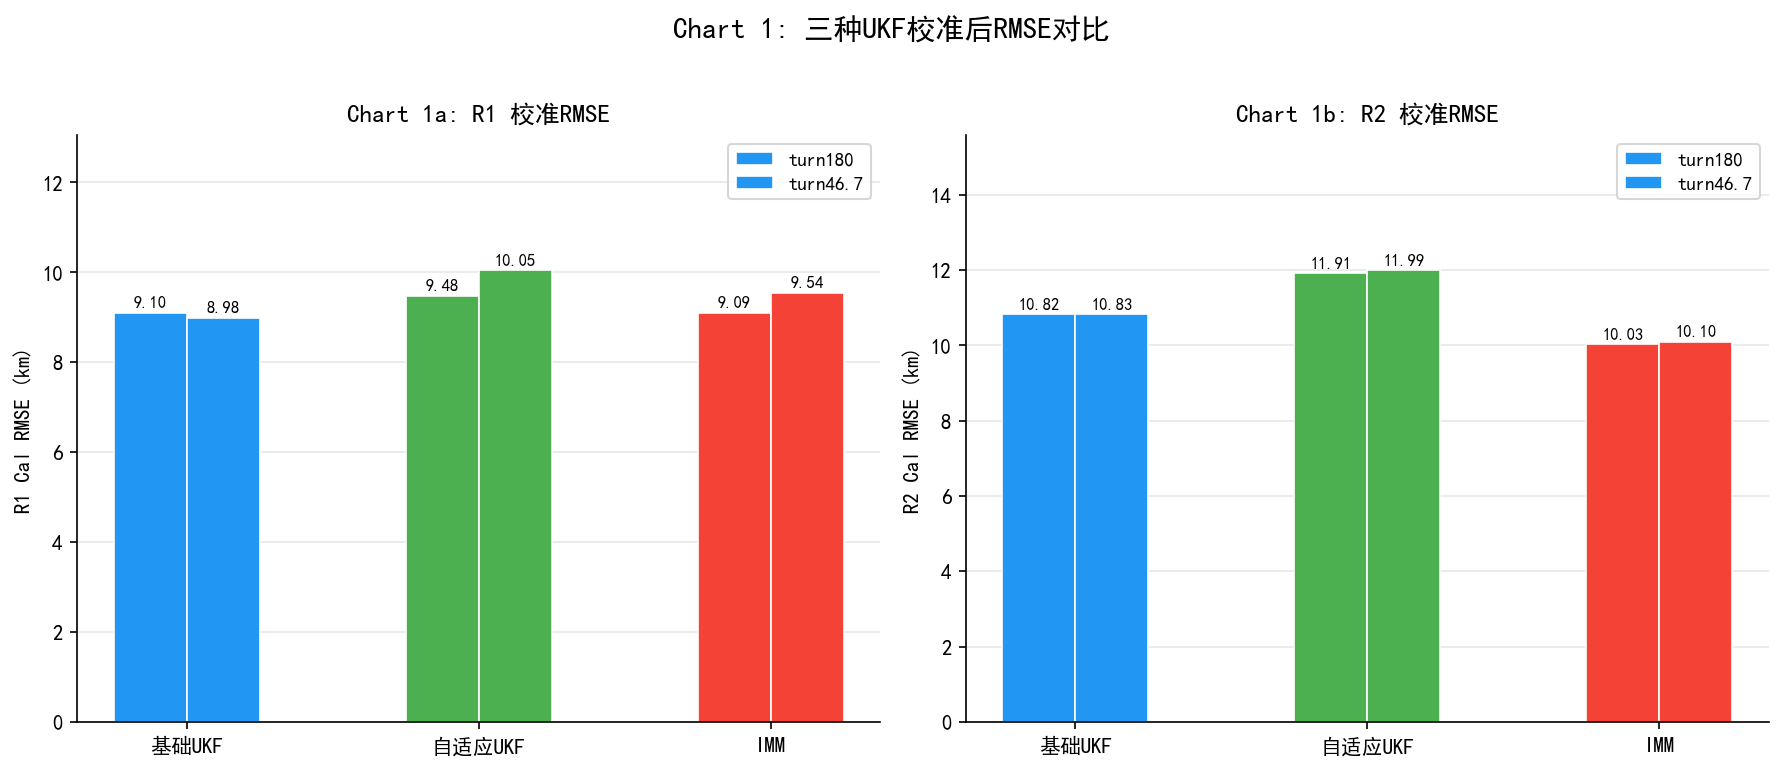 Chart 1: 三种UKF校准后RMSE对比
Chart 1a: R1 校准RMSE
turn180
turn46.7
R1 Cal RMSE (km)
12
10
8
6
4
2
0
9.10
8.98
9.48
10.05
9.09
9.54
基础UKF
自适应UKF
IMM
Chart 1b: R2 校准RMSE
turn180
turn46.7
R2 Cal RMSE (km)
14
12
10
8
6
4
2
0
10.82
10.83
11.91
11.99
10.03
10.10
基础UKF
自适应UKF
IMM